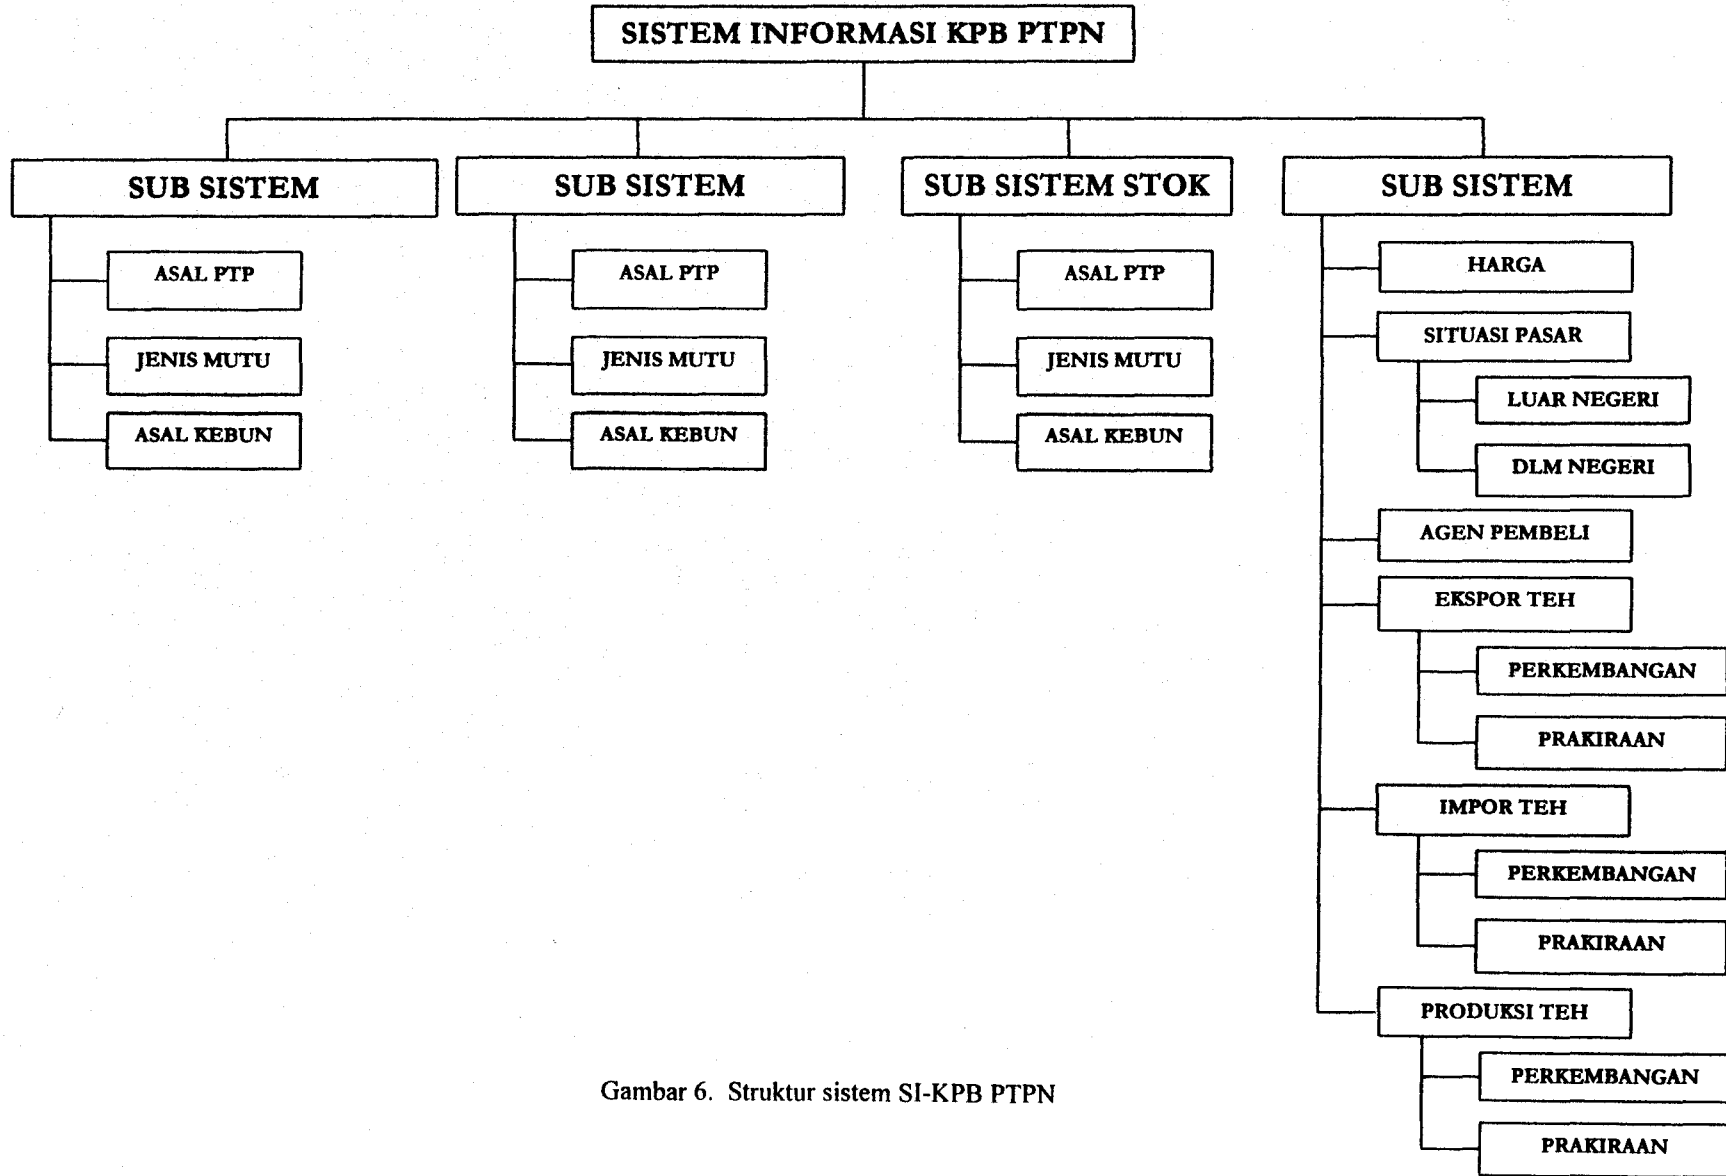 SISTEM INFORMASI KPB PTPN
SUB SISTEM
ASAL PTP
JENIS MUTU
ASAL KEBUN
SUB SISTEM
ASAL PTP
JENIS MUTU
ASAL KEBUN
SUB SISTEM STOK
ASAL PTP
JENIS MUTU
ASAL KEBUN
SUB SISTEM
HARGA
SITUASI PASAR
LUAR NEGERI
DLM NEGERI
AGEN PEMBELI
EKSPOR TEH
PERKEMBANGAN
PRAKIRAAN
IMPOR TEH
PERKEMBANGAN
PRAKIRAAN
PRODUKSI TEH
PERKEMBANGAN
PRAKIRAAN
Gambar 6. Struktur sistem SI-KPB PTPN